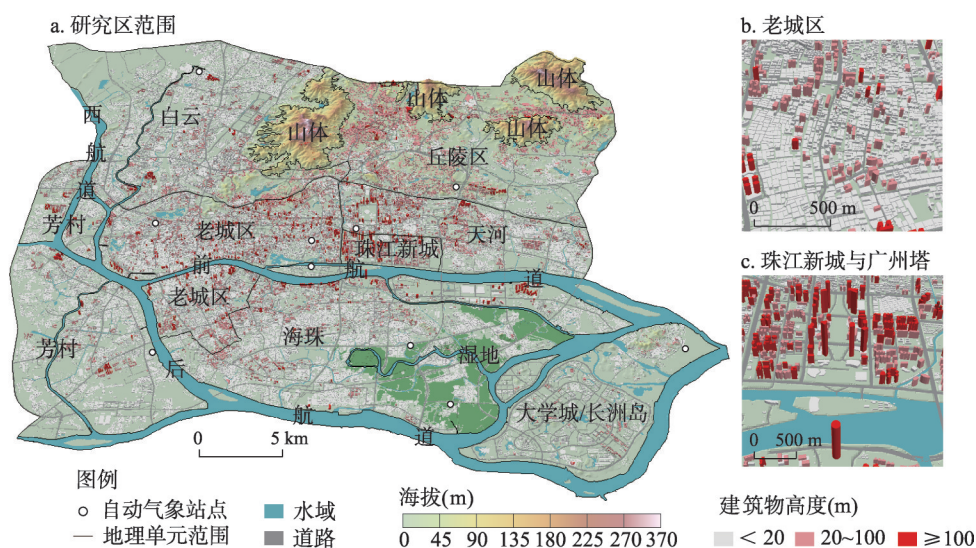 a. 研究区范围
山体
山体
山体
山体
白云
西
航
道
丘陵区
芳村
老城区
珠江新城
天河
前
航
道
老城区
海珠
湿地
芳村
后
航
道
大学城/长洲岛
0 5 km
b. 老城区
0 500 m
c. 珠江新城与广州塔
0 500 m
图例
自动气象站点
地理单元范围
水域
道路
海拔(m)
0 45 90 135 180 225 270 370
建筑物高度(m)
< 20 20~100 ≥100